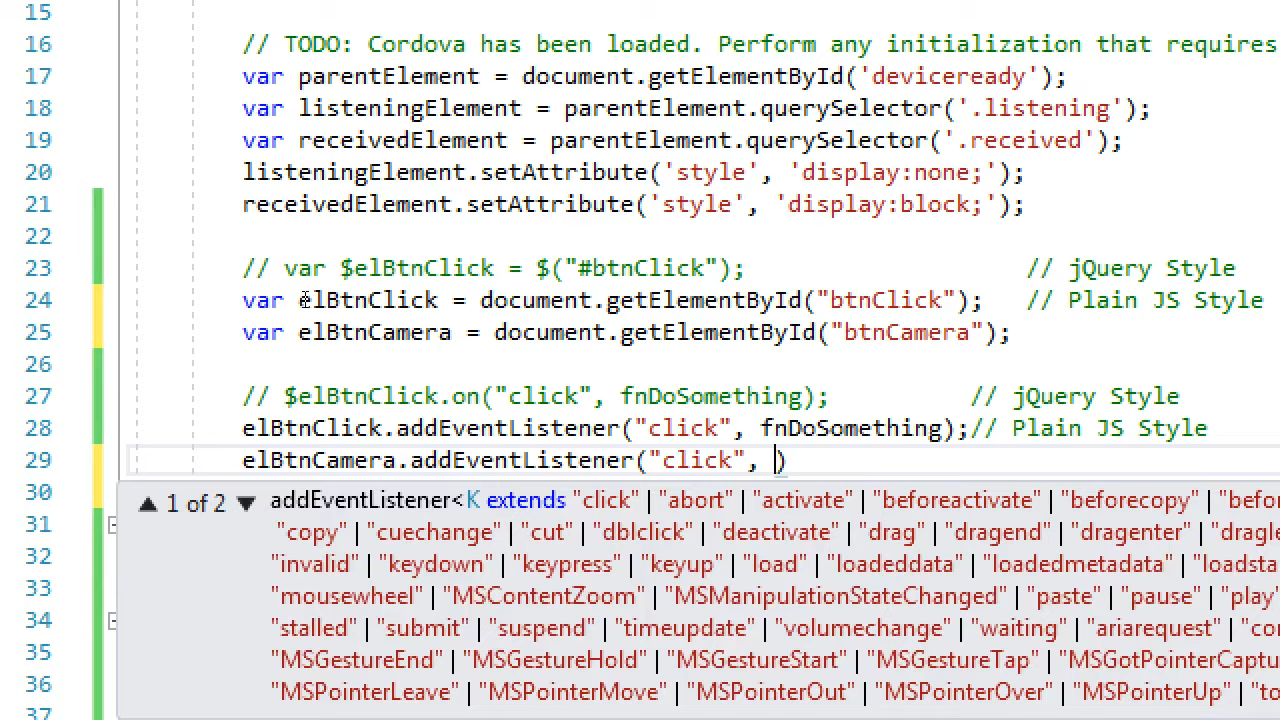 15
16 // TODO: Cordova has been loaded. Perform any initialization that requires
17 var parentElement = document.getElementById('deviceready');
18 var listeningElement = parentElement.querySelector('.listening');
19 var receivedElement = parentElement.querySelector('.received');
20 listeningElement.setAttribute('style', 'display:none;');
21 receivedElement.setAttribute('style', 'display:block;');
22
23 // var $elBtnClick = $("#btnClick"); // jQuery Style
24 var elBtnClick = document.getElementById("btnClick"); // Plain JS Style
25 var elBtnCamera = document.getElementById("btnCamera");
26
27 // $elBtnClick.on("click", fnDoSomething); // jQuery Style
28 elBtnClick.addEventListener("click", fnDoSomething);// Plain JS Style
29 elBtnCamera.addEventListener("click", )
30 ▲ 1 of 2 ▼ addEventListener<K extends "click" | "abort" | "activate" | "beforeactivate" | "beforecopy" | "befor
31 "copy" | "cuechange" | "cut" | "dblclick" | "deactivate" | "drag" | "dragend" | "dragenter" | "dragle
32 "invalid" | "keydown" | "keypress" | "keyup" | "load" | "loadeddata" | "loadedmetadata" | "loadsta
33 "mousewheel" | "MSContentZoom" | "MSManipulationStateChanged" | "paste" | "pause" | "play"
34 "stalled" | "submit" | "suspend" | "timeupdate" | "volumechange" | "waiting" | "ariarequest" | "co
35 "MSGestureEnd" | "MSGestureHold" | "MSGestureStart" | "MSGestureTap" | "MSGotPointerCaptu
36 "MSPointerLeave" | "MSPointerMove" | "MSPointerOut" | "MSPointerOver" | "MSPointerUp" | "to
37